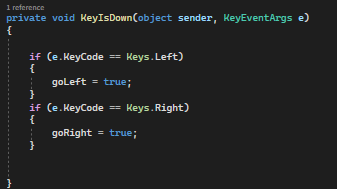 1 reference
private void KeyIsDown(object sender, KeyEventArgs e)
{
if (e.KeyCode == Keys.Left)
{
goLeft = true;
}
if (e.KeyCode == Keys.Right)
{
goRight = true;
}
}